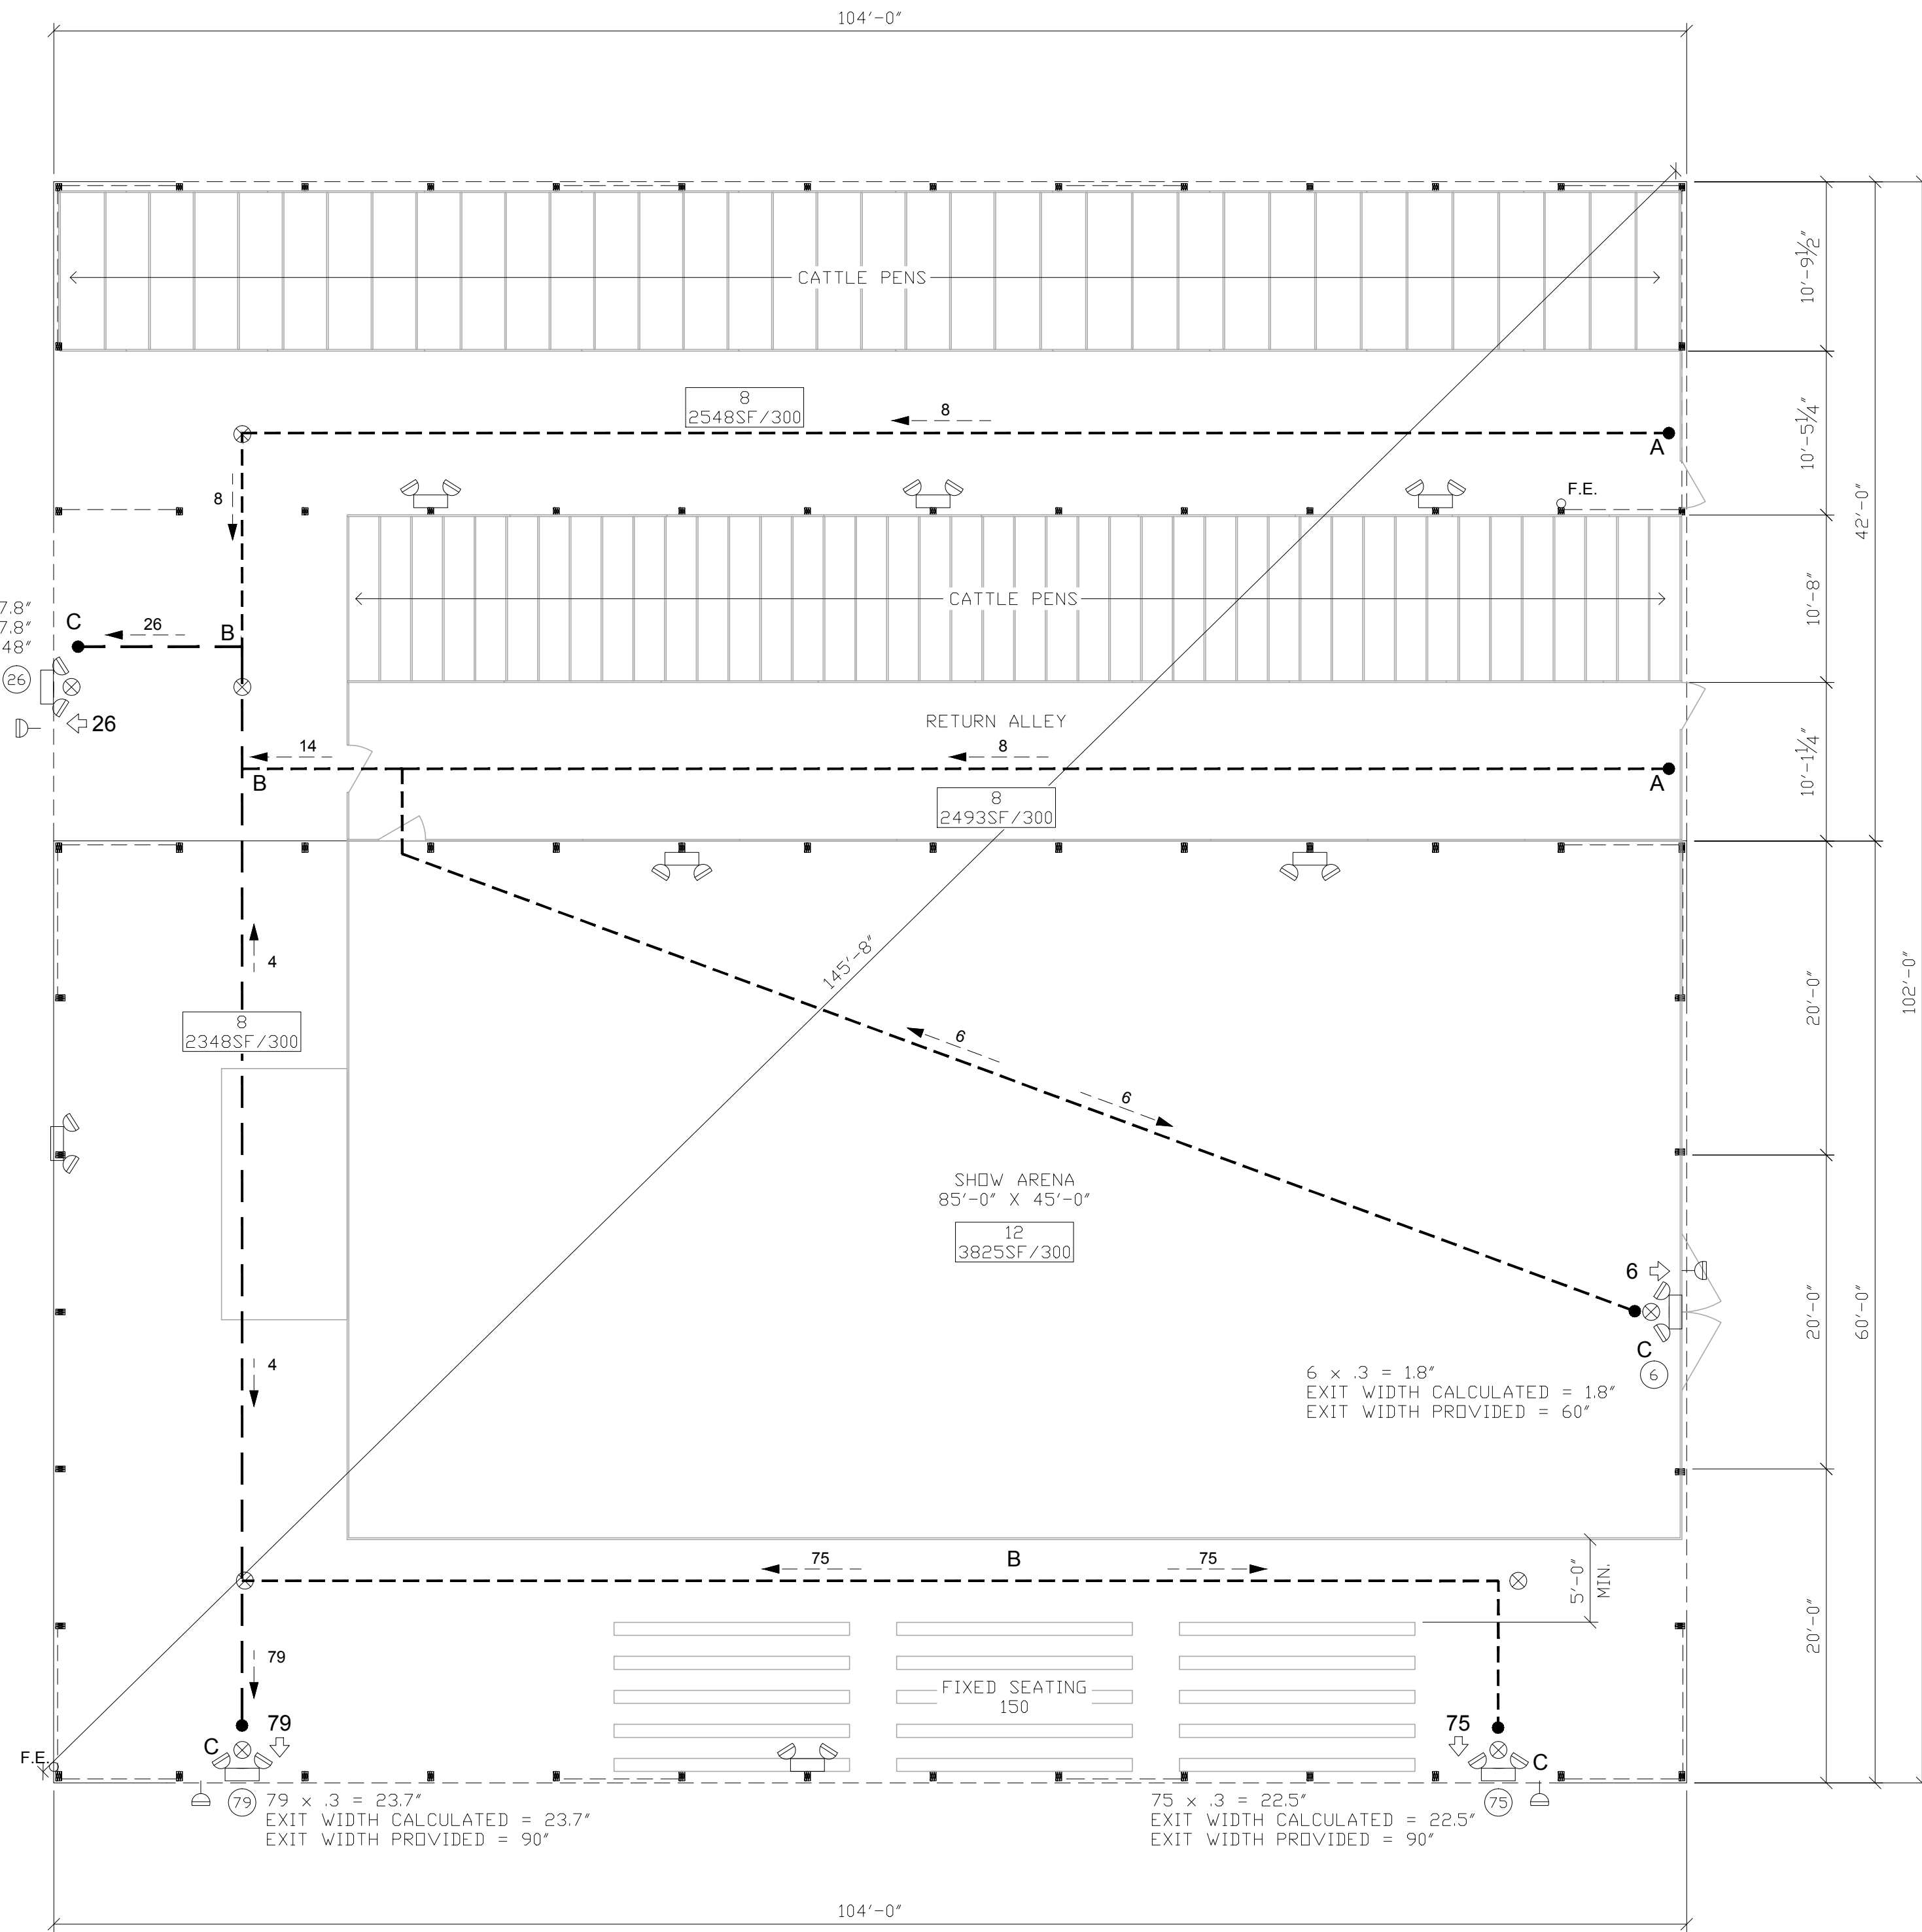 104'-0"
10'-9 1/2"
CATTLE PENS
8
2548SF/300
8
A
10'-5 1/4"
F.E.
8
42'-0"
CATTLE PENS
10'-8"
7.8"
7.8"
48"
C
26
B
26
26
RETURN ALLEY
14
8
B
A
10'-1 1/4"
8
2493SF/300
145'-8"
4
8
2348SF/300
6
6
20'-0"
102'-0"
SHOW ARENA
85'-0" X 45'-0"
12
3825SF/300
6
C
6
20'-0"
60'-0"
6 x .3 = 1.8"
EXIT WIDTH CALCULATED = 1.8"
EXIT WIDTH PROVIDED = 60"
4
75
B
75
5'-0"
MIN.
20'-0"
79
FIXED SEATING
150
79
C
75
C
F.E.
79
79 x .3 = 23.7"
EXIT WIDTH CALCULATED = 23.7"
EXIT WIDTH PROVIDED = 90"
75
75 x .3 = 22.5"
EXIT WIDTH CALCULATED = 22.5"
EXIT WIDTH PROVIDED = 90"
104'-0"